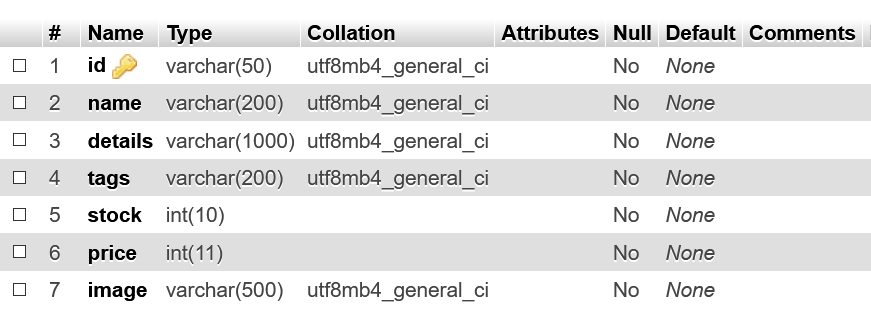 # Name Type Collation Attributes Null Default Comments
1 id varchar(50) utf8mb4_general_ci No None
2 name varchar(200) utf8mb4_general_ci No None
3 details varchar(1000) utf8mb4_general_ci No None
4 tags varchar(200) utf8mb4_general_ci No None
5 stock int(10) No None
6 price int(11) No None
7 image varchar(500) utf8mb4_general_ci No None